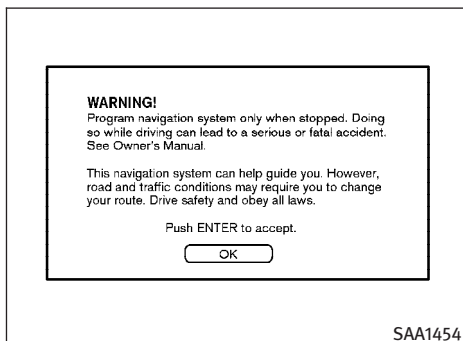 WARNING!
Program navigation system only when stopped. Doing
so while driving can lead to a serious or fatal accident.
See Owner's Manual.
This navigation system can help guide you. However,
road and traffic conditions may require you to change
your route. Drive safety and obey all laws.
Push ENTER to accept.
OK
SAA1454